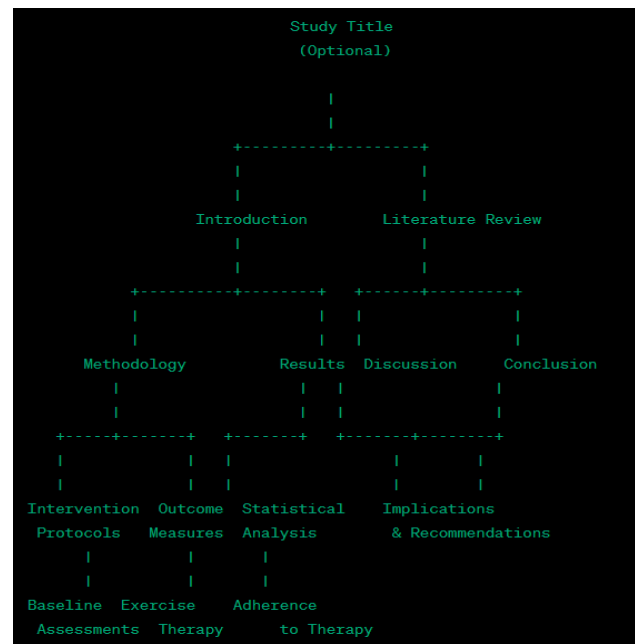 Study Title
(Optional)
Introduction Literature Review
Methodology Results Discussion Conclusion
Intervention Outcome Statistical Implications
Protocols Measures Analysis & Recommendations
Baseline Exercise Adherence
Assessments Therapy to Therapy